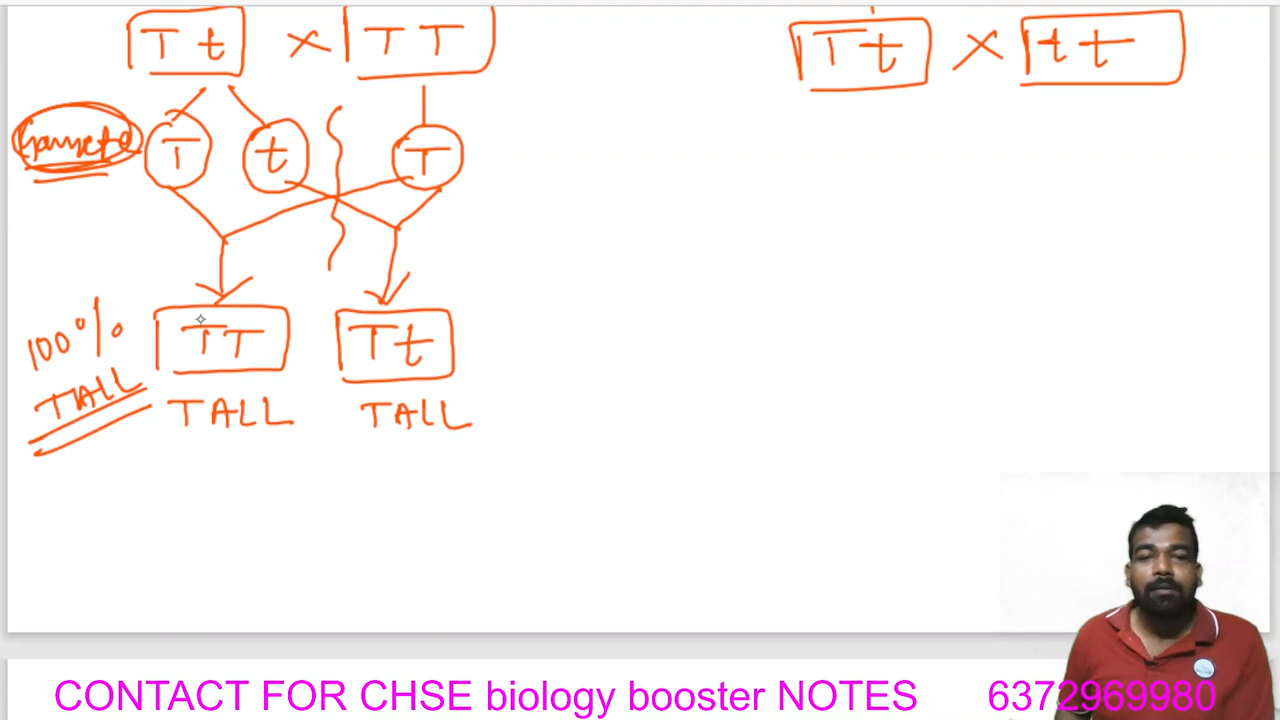 Tt × TT
Tt × tt
Gamete
T t T
TT Tt
100%
TALL
TALL TALL
CONTACT FOR CHSE biology booster NOTES 6372969980